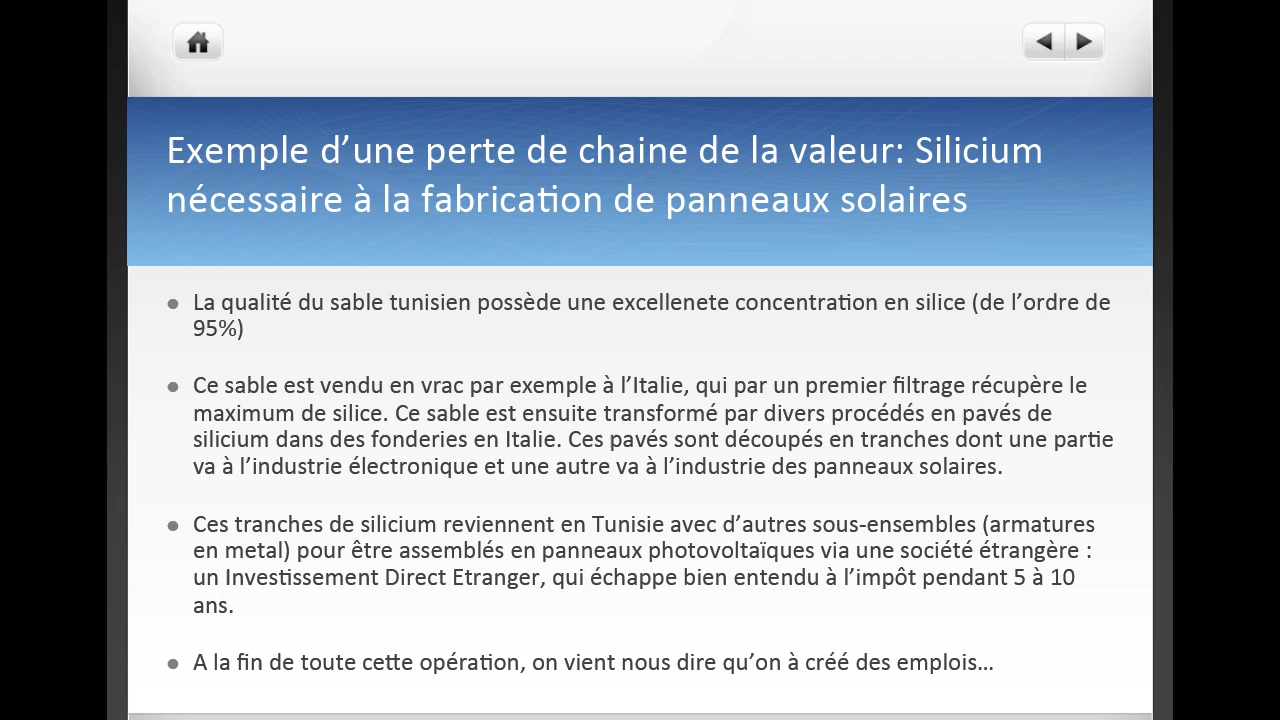 Exemple d’une perte de chaine de la valeur: Silicium
nécessaire à la fabrication de panneaux solaires
La qualité du sable tunisien possède une excellenete concentration en silice (de l’ordre de
95%)
Ce sable est vendu en vrac par exemple à l’Italie, qui par un premier filtrage récupère le
maximum de silice. Ce sable est ensuite transformé par divers procédés en pavés de
silicium dans des fonderies en Italie. Ces pavés sont découpés en tranches dont une partie
va à l’industrie électronique et une autre va à l’industrie des panneaux solaires.
Ces tranches de silicium reviennent en Tunisie avec d’autres sous-ensembles (armatures
en metal) pour être assemblés en panneaux photovoltaïques via une société étrangère :
un Investissement Direct Etranger, qui échappe bien entendu à l’impôt pendant 5 à 10
ans.
A la fin de toute cette opération, on vient nous dire qu’on à créé des emplois…